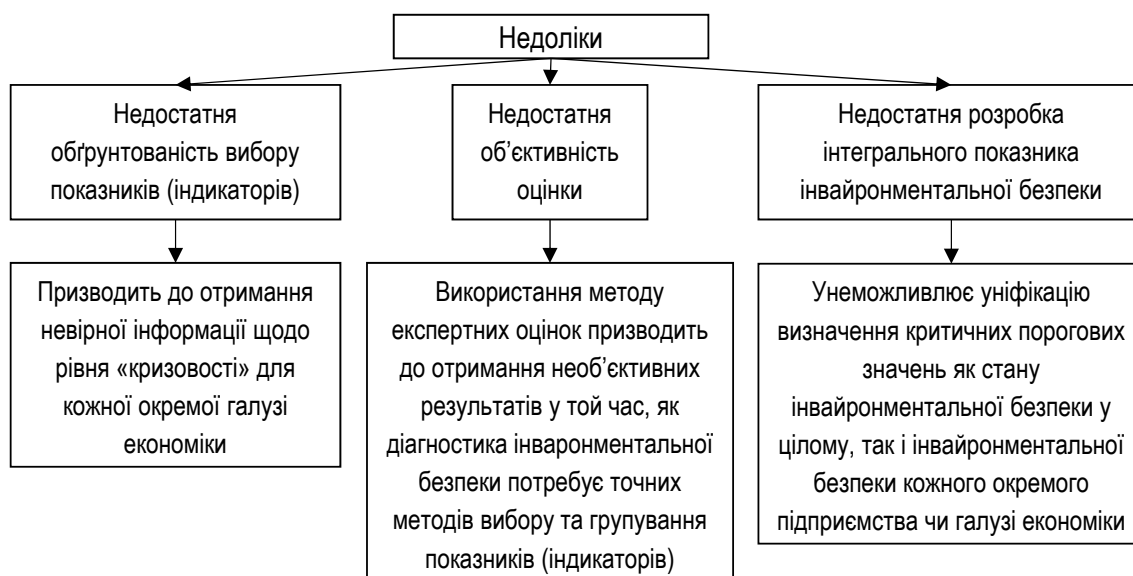 Недоліки
Недостатня
обґрунтованість вибору
показників (індикаторів)
Недостатня
об’єктивність
оцінки
Недостатня розробка
інтегрального показника
інвайронментальної безпеки
Призводить до отримання
невірної інформації щодо
рівня «кризовості» для
кожної окремої галузі
економіки
Використання методу
експертних оцінок призводить
до отримання необ’єктивних
результатів у той час, як
діагностика інваронментальної
безпеки потребує точних
методів вибору та групування
показників (індикаторів)
Унеможливлює уніфікацію
визначення критичних порогових
значень як стану
інвайронментальної безпеки у
цілому, так і інвайронментальної
безпеки кожного окремого
підприємства чи галузі економіки